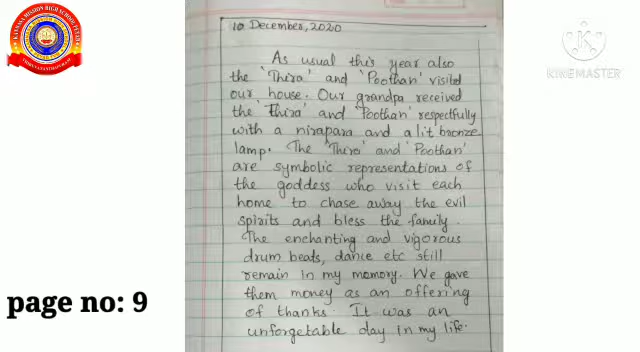 10 December, 2020
As usual this year also
the 'Thira' and 'Poothan' visited
our house. Our grandpa received
the 'Thira' and 'Poothan' respectfully
with a nirapara and a lit bronze
lamp. The 'Thira' and 'Poothan'
are symbolic representations of
the goddess who visit each
home to chase away the evil
spirits and bless the family.
The enchanting and vigorous
drum beats, dance etc still
remain in my memory. We gave
them money as an offering
of thanks. It was an
unforgetable day in my life.
page no: 9
KINEMASTER